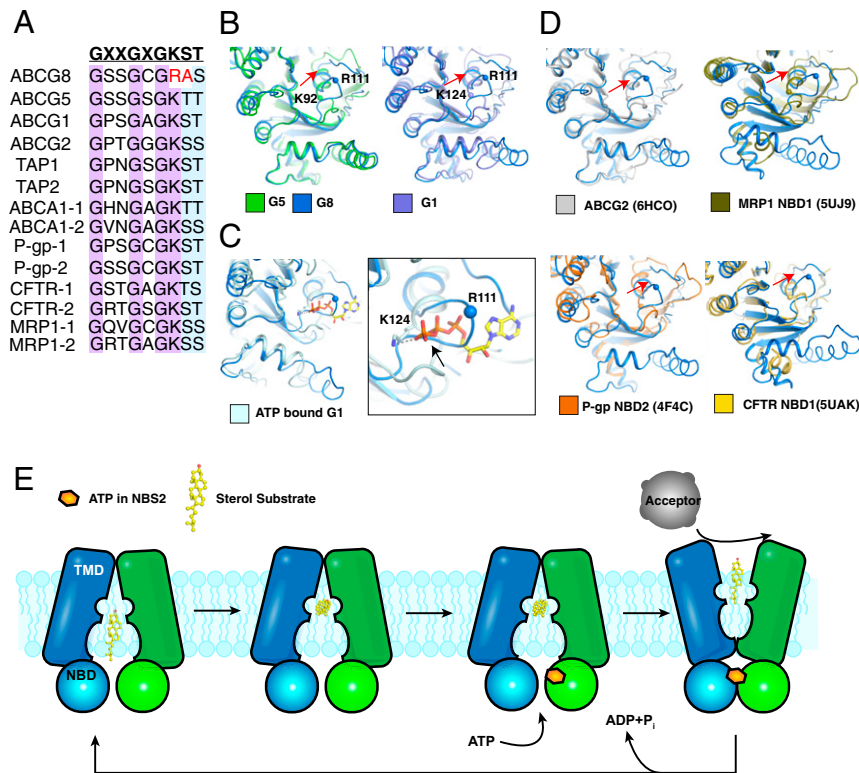 A
GXXGXGKST
ABCG8 GSSGCGRAS
ABCG5 GSSGSGKTT
ABCG1 GPSGAGKST
ABCG2 GPTGGGKSS
TAP1 GPNGSGKST
TAP2 GPNGSGKST
ABCA1-1 GHNGAGKTT
ABCA1-2 GVNGAGKSS
P-gp-1 GPSGCGKST
P-gp-2 GSSGCGKST
CFTR-1 GSTGAGKTS
CFTR-2 GRTGSGKST
MRP1-1 GQVGCGKSS
MRP1-2 GRTGAGKSS
B
R111
K92
R111
K124
G5 G8 G1
C
R111
K124
ATP bound G1
D
ABCG2 (6HCO) MRP1 NBD1 (5UJ9)
P-gp NBD2 (4F4C) CFTR NBD1(5UAK)
E
ATP in NBS2 Sterol Substrate
Acceptor
TMD
NBD
ATP
ADP+Pi